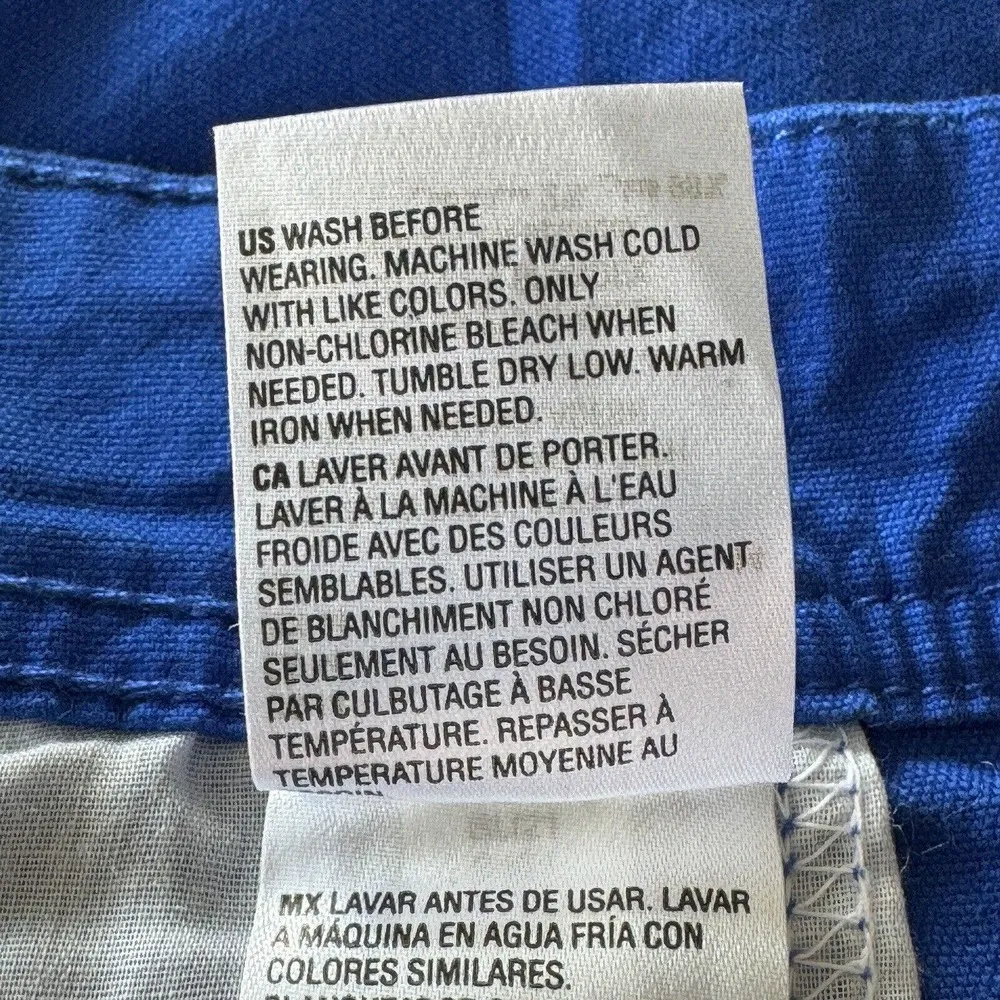 US WASH BEFORE
WEARING. MACHINE WASH COLD
WITH LIKE COLORS. ONLY
NON-CHLORINE BLEACH WHEN
NEEDED. TUMBLE DRY LOW. WARM
IRON WHEN NEEDED.
CA LAVER AVANT DE PORTER.
LAVER À LA MACHINE À L'EAU
FROIDE AVEC DES COULEURS
SEMBLABLES. UTILISER UN AGENT
DE BLANCHIMENT NON CHLORÉ
SEULEMENT AU BESOIN. SÉCHER
PAR CULBUTAGE À BASSE
TEMPÉRATURE. REPASSER À
TEMPERATURE MOYENNE AU
MX LAVAR ANTES DE USAR. LAVAR
A MÁQUINA EN AGUA FRÍA CON
COLORES SIMILARES.